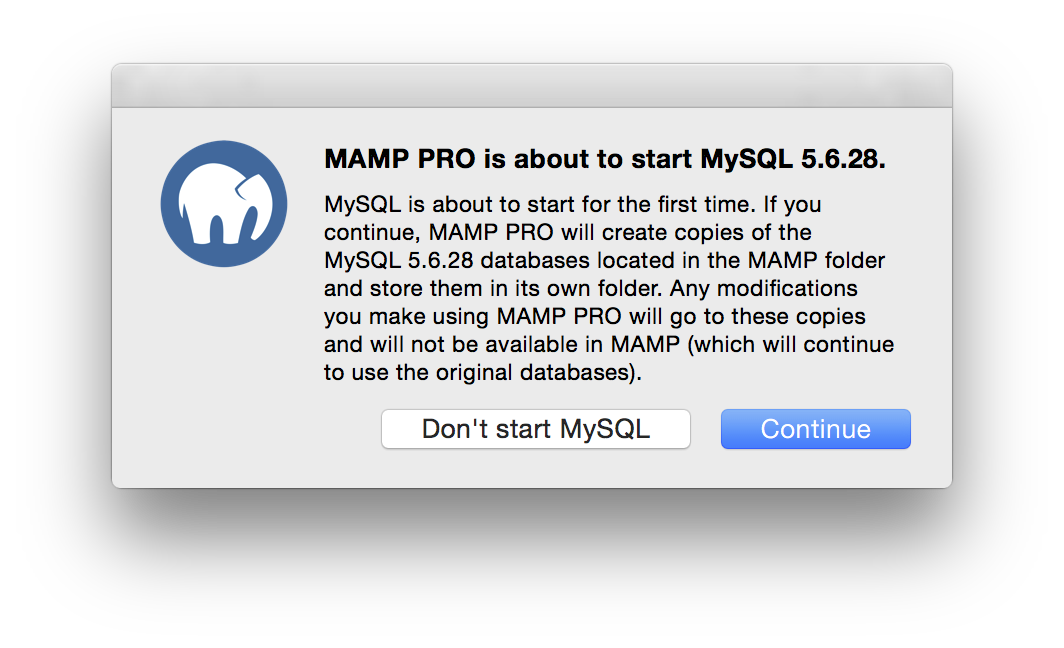 MAMP PRO is about to start MySQL 5.6.28.
MySQL is about to start for the first time. If you
continue, MAMP PRO will create copies of the
MySQL 5.6.28 databases located in the MAMP folder
and store them in its own folder. Any modifications
you make using MAMP PRO will go to these copies
and will not be available in MAMP (which will continue
to use the original databases).
Don't start MySQL
Continue